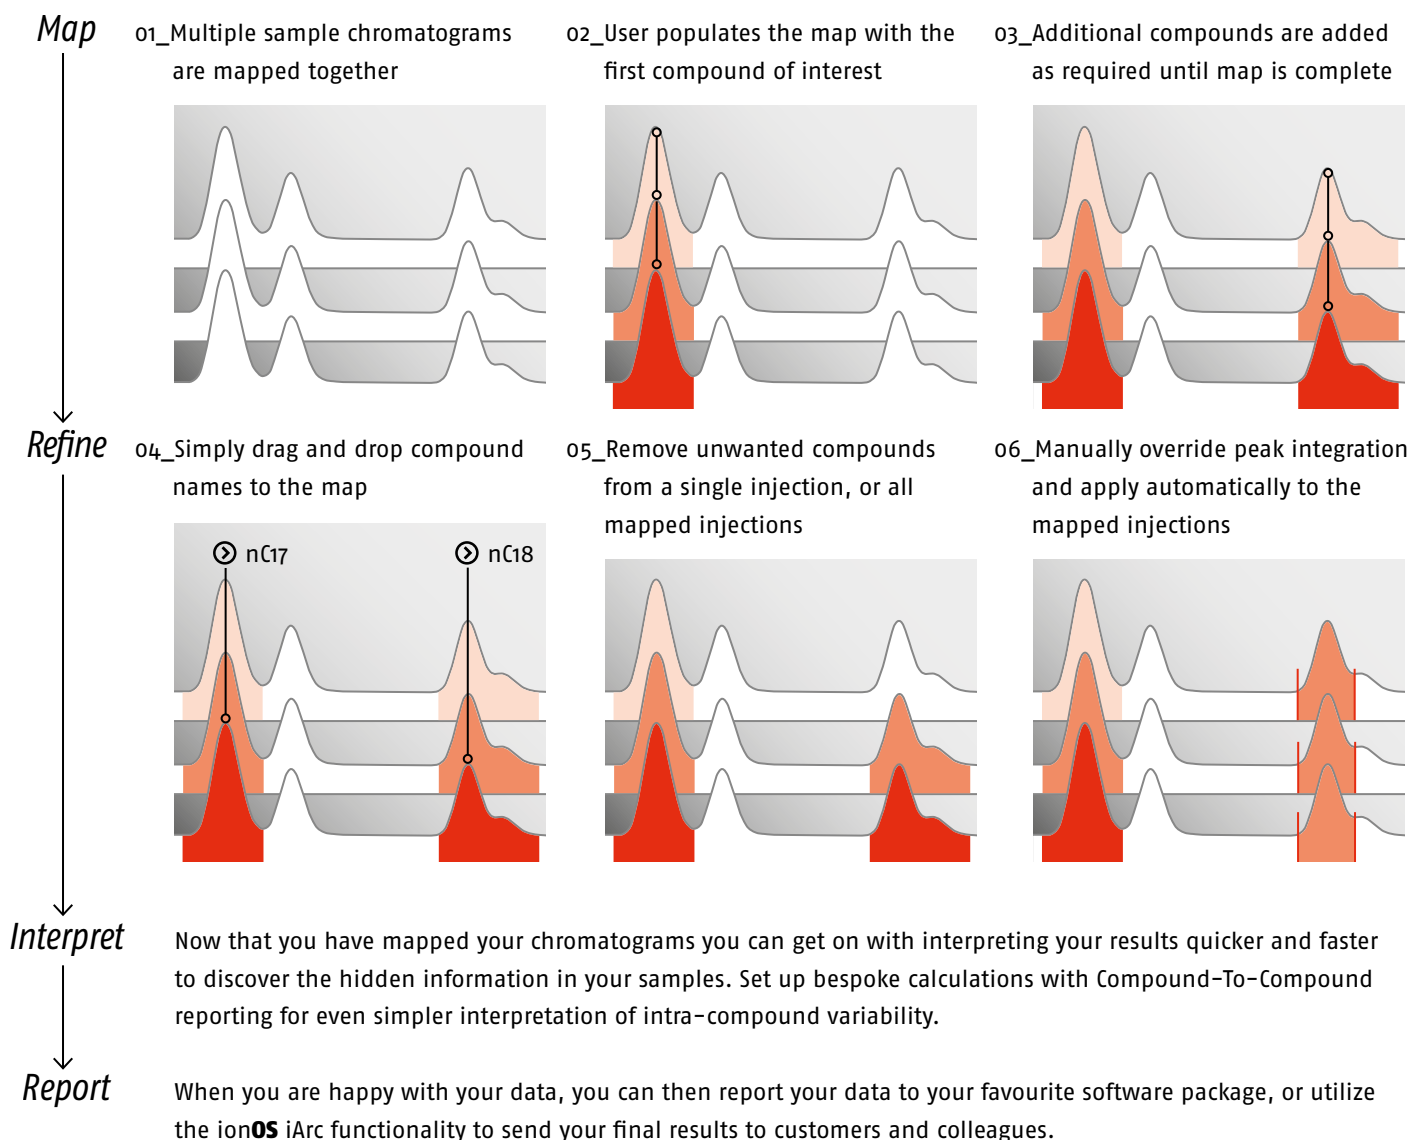 Map
01_Multiple sample chromatograms
are mapped together
02_User populates the map with the
first compound of interest
03_Additional compounds are added
as required until map is complete
Refine
04_Simply drag and drop compound
names to the map
nC17
nC18
05_Remove unwanted compounds
from a single injection, or all
mapped injections
06_Manually override peak integration
and apply automatically to the
mapped injections
Interpret
Now that you have mapped your chromatograms you can get on with interpreting your results quicker and faster
to discover the hidden information in your samples. Set up bespoke calculations with Compound-To-Compound
reporting for even simpler interpretation of intra-compound variability.
Report
When you are happy with your data, you can then report your data to your favourite software package, or utilize
the ionOS iArc functionality to send your final results to customers and colleagues.